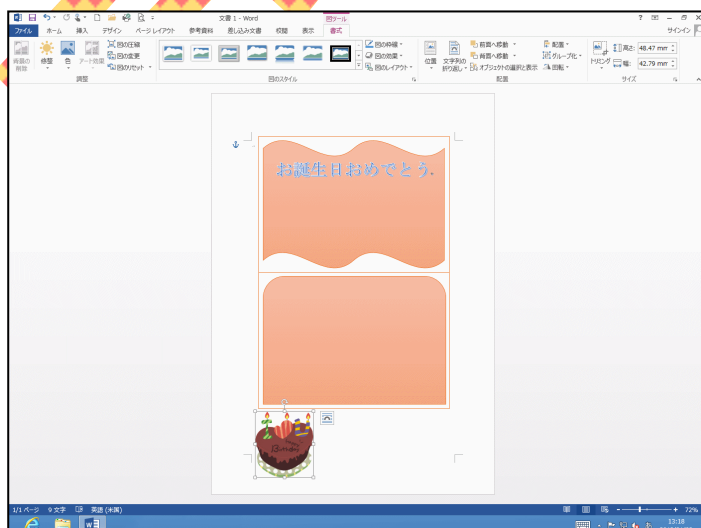 文書 1 - Word
図ツール
ファイル ホーム 挿入 デザイン ページ レイアウト 参考資料 差し込み文書 校閲 表示 書式 サインイン
背景の削除
修整
色
アート効果
図の圧縮
図の変更
図のリセット
図の枠線
図の効果
図のレイアウト
位置
文字列の折り返し
前面へ移動
背面へ移動
オブジェクトの選択と表示
配置
グループ化
回転
トリミング
高さ: 48.47 mm
幅: 42.79 mm
調整 図のスタイル 配置 サイズ
お誕生日おめでとう.
1/1 ページ 9 文字 英語 (米国) 72%
13:18